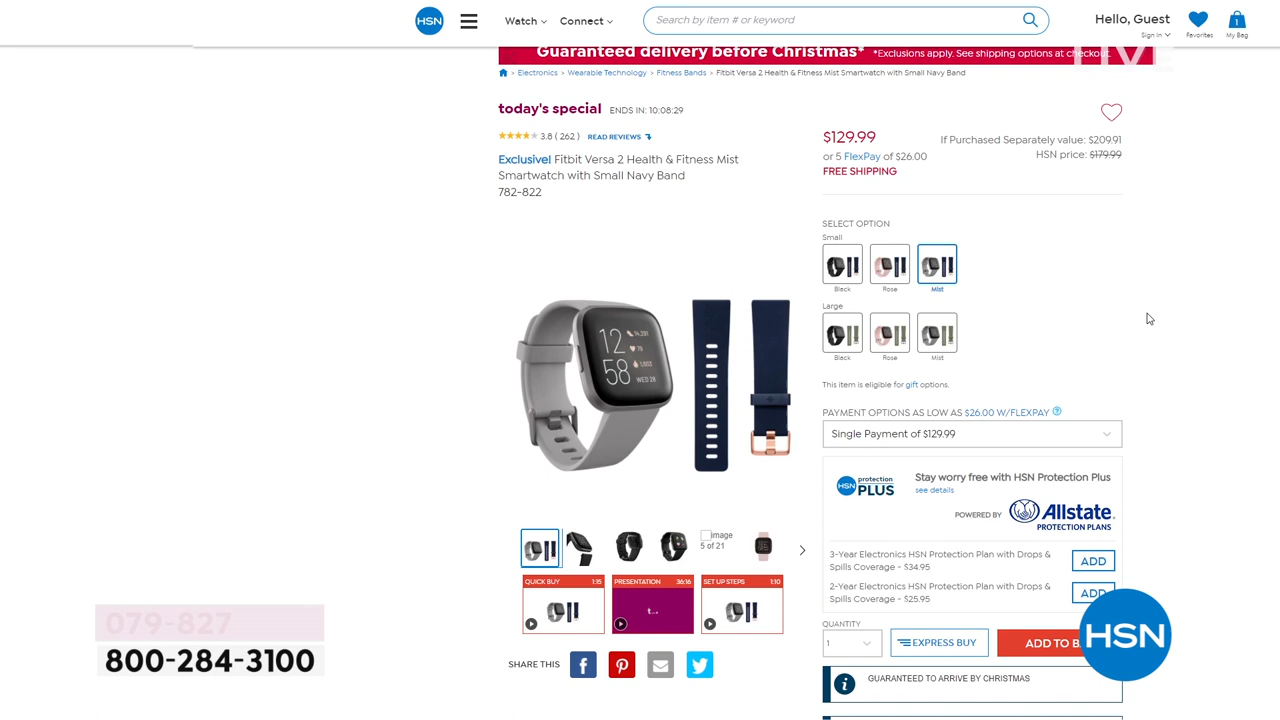 HSN
Watch
Connect
Search by item # or keyword
Hello, Guest
Sign In
Favorites
1
My Bag
Guaranteed delivery before Christmas* *Exclusions apply. See shipping options at checkout.
LIVE
> Electronics > Wearable Technology > Fitness Bands > Fitbit Versa 2 Health & Fitness Mist Smartwatch with Small Navy Band
today's special ENDS IN: 10:08:29
3.8 ( 262 ) READ REVIEWS
Exclusive! Fitbit Versa 2 Health & Fitness Mist
Smartwatch with Small Navy Band
782-822
$129.99
or 5 FlexPay of $26.00
FREE SHIPPING
If Purchased Separately value: $209.91
HSN price: $179.99
SELECT OPTION
Small
Black Rose Mist
Large
Black Rose Mist
This item is eligible for gift options.
PAYMENT OPTIONS AS LOW AS $26.00 W/FLEXPAY ?
Single Payment of $129.99
HSN protection PLUS
Stay worry free with HSN Protection Plus
see details
POWERED BY Allstate.
PROTECTION PLANS
3-Year Electronics HSN Protection Plan with Drops &
Spills Coverage - $34.95
ADD
2-Year Electronics HSN Protection Plan with Drops &
Spills Coverage - $25.95
ADD
QUANTITY
1
EXPRESS BUY
ADD TO BA
HSN
GUARANTEED TO ARRIVE BY CHRISTMAS
12
58
WED 28
image
5 of 21
QUICK BUY 1:15
PRESENTATION 36:16
SET UP STEPS 1:10
SHARE THIS
079-827
800-284-3100